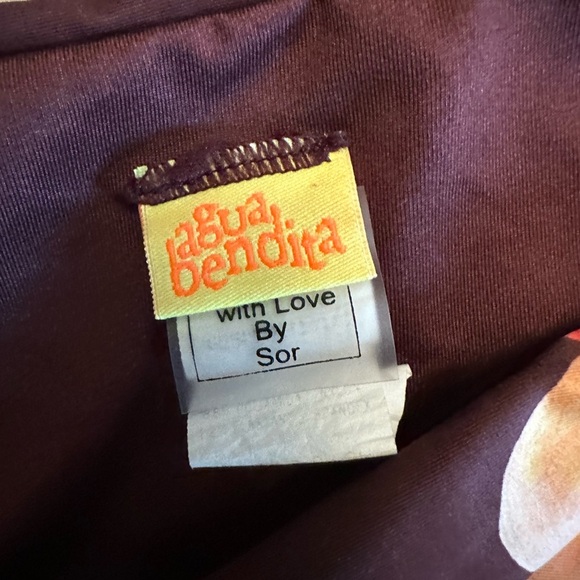 agua
bendita
with Love
By
Sor